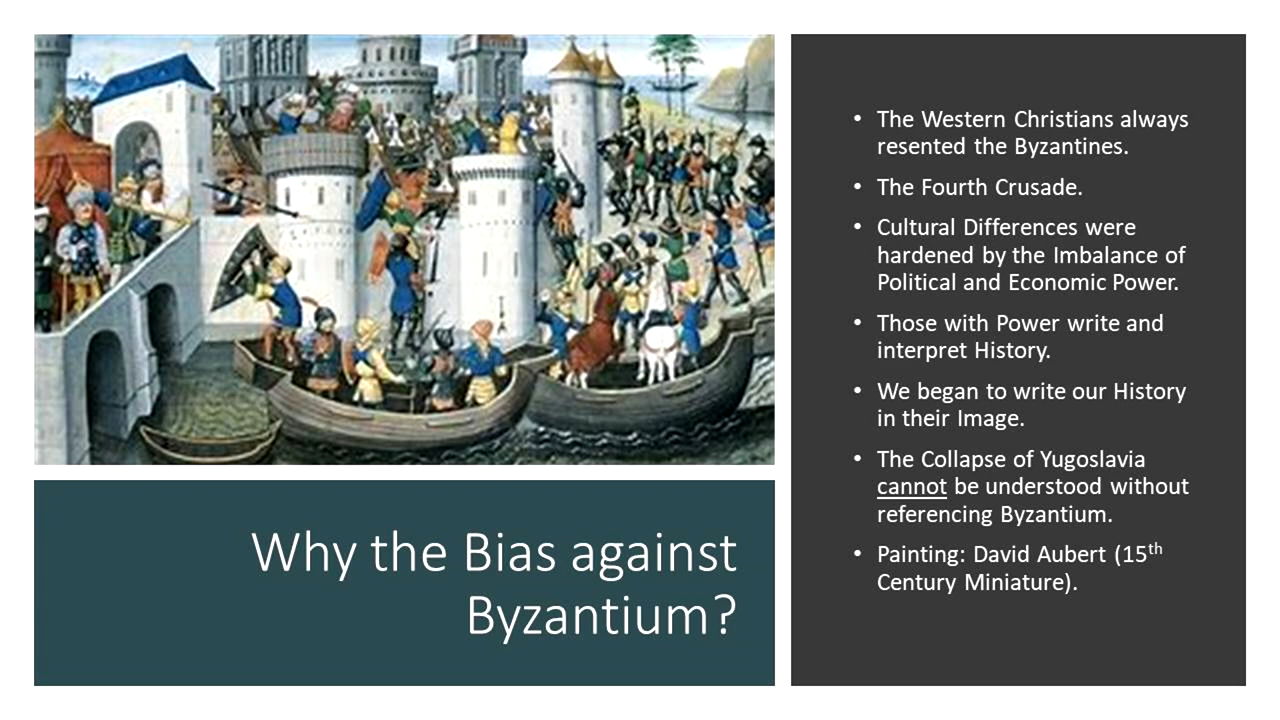 Why the Bias against
Byzantium?
• The Western Christians always
resented the Byzantines.
• The Fourth Crusade.
• Cultural Differences were
hardened by the Imbalance of
Political and Economic Power.
• Those with Power write and
interpret History.
• We began to write our History
in their Image.
• The Collapse of Yugoslavia
cannot be understood without
referencing Byzantium.
• Painting: David Aubert (15th
Century Miniature).